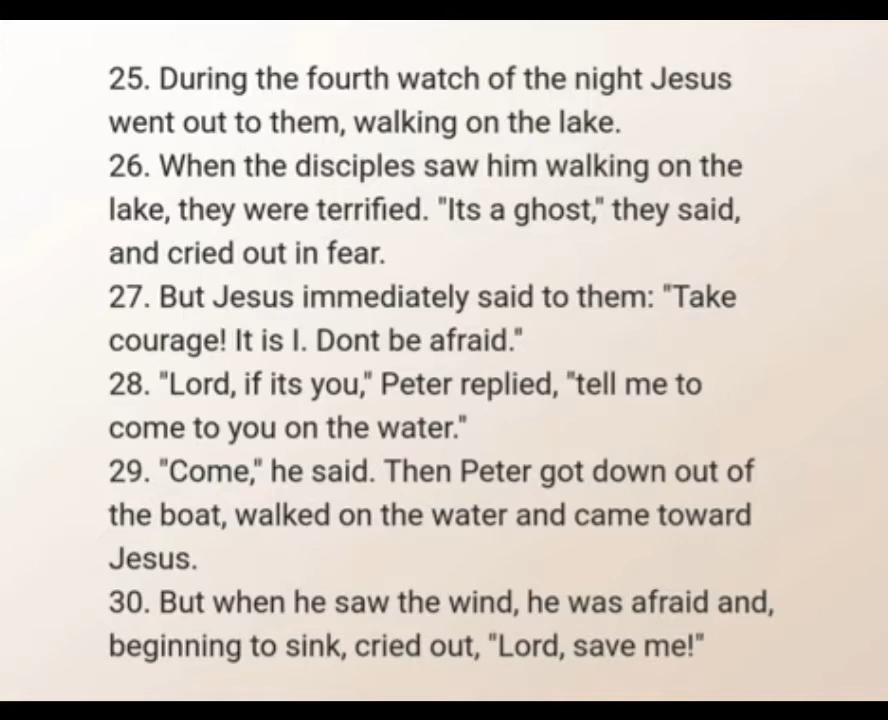 25. During the fourth watch of the night Jesus
went out to them, walking on the lake.
26. When the disciples saw him walking on the
lake, they were terrified. "Its a ghost," they said,
and cried out in fear.
27. But Jesus immediately said to them: "Take
courage! It is I. Dont be afraid."
28. "Lord, if its you," Peter replied, "tell me to
come to you on the water."
29. "Come," he said. Then Peter got down out of
the boat, walked on the water and came toward
Jesus.
30. But when he saw the wind, he was afraid and,
beginning to sink, cried out, "Lord, save me!"